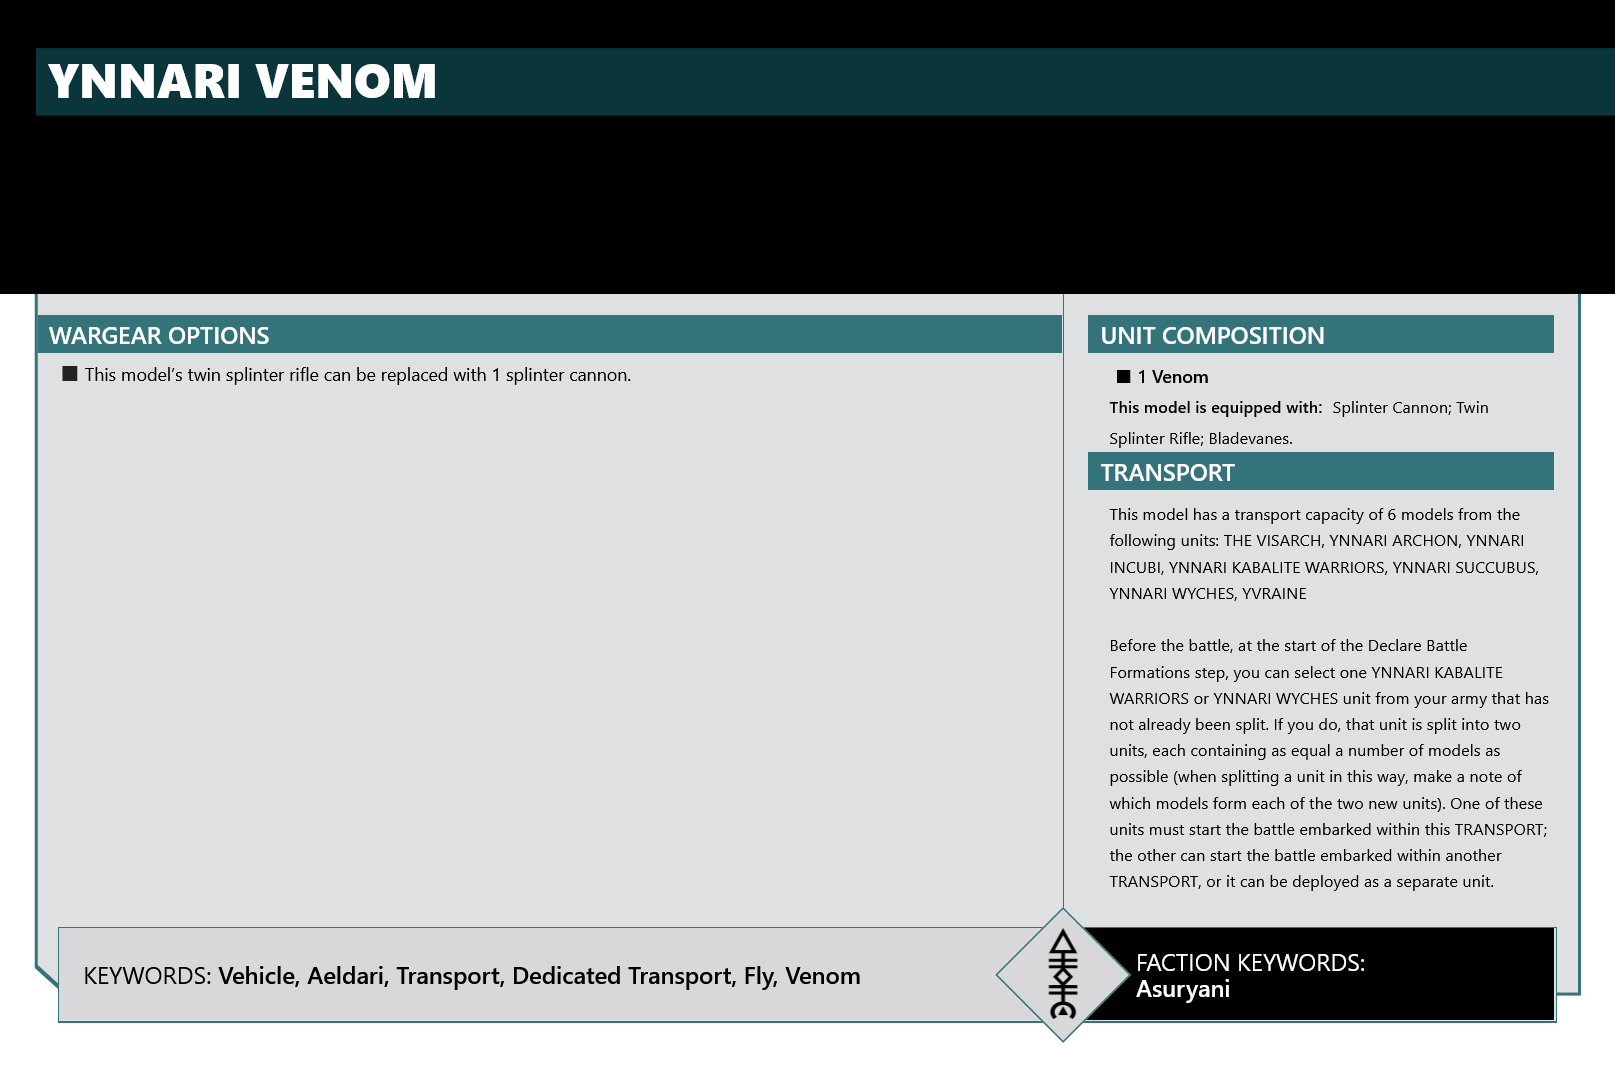 YNNARI VENOM
WARGEAR OPTIONS
■ This model's twin splinter rifle can be replaced with 1 splinter cannon.
UNIT COMPOSITION
■ 1 Venom
This model is equipped with: Splinter Cannon; Twin
Splinter Rifle; Bladevanes.
TRANSPORT
This model has a transport capacity of 6 models from the
following units: THE VISARCH, YNNARI ARCHON, YNNARI
INCUBI, YNNARI KABALITE WARRIORS, YNNARI SUCCUBUS,
YNNARI WYCHES, YVRAINE
Before the battle, at the start of the Declare Battle
Formations step, you can select one YNNARI KABALITE
WARRIORS or YNNARI WYCHES unit from your army that has
not already been split. If you do, that unit is split into two
units, each containing as equal a number of models as
possible (when splitting a unit in this way, make a note of
which models form each of the two new units). One of these
units must start the battle embarked within this TRANSPORT;
the other can start the battle embarked within another
TRANSPORT, or it can be deployed as a separate unit.
KEYWORDS: Vehicle, Aeldari, Transport, Dedicated Transport, Fly, Venom
FACTION KEYWORDS:
Asuryani